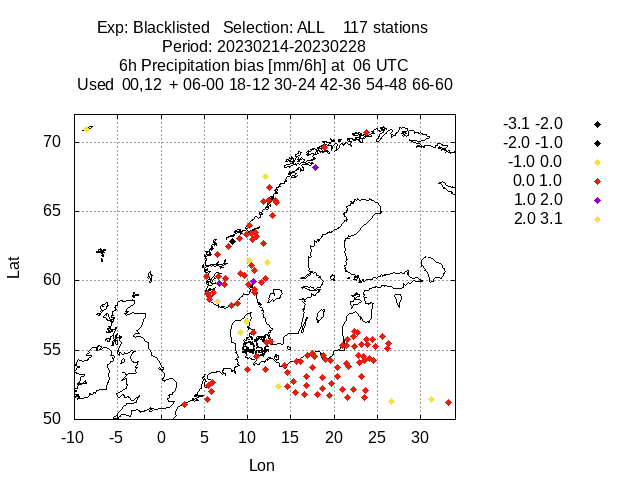 Exp: Blacklisted Selection: ALL 117 stations
Period: 20230214-20230228
6h Precipitation bias [mm/6h] at 06 UTC
Used 00,12 + 06-00 18-12 30-24 42-36 54-48 66-60
-3.1 -2.0
-2.0 -1.0
-1.0 0.0
0.0 1.0
1.0 2.0
2.0 3.1
70
65
60
55
50
Lat
-10 -5 0 5 10 15 20 25 30
Lon